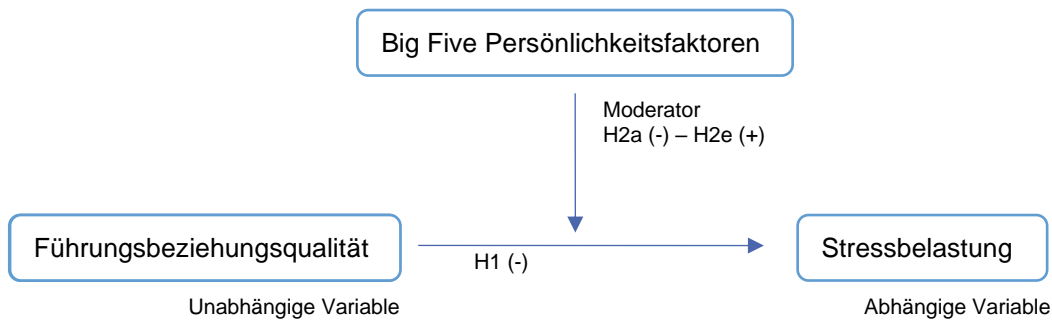 Big Five Persönlichkeitsfaktoren
Moderator
H2a (-) – H2e (+)
Führungsbeziehungsqualität
H1 (-)
Stressbelastung
Unabhängige Variable
Abhängige Variable